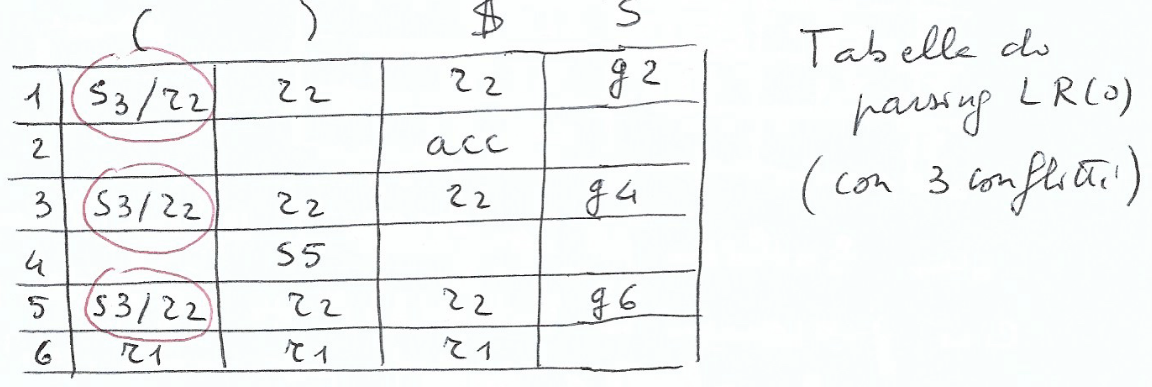 ( ) $ S
1 S3/r2 r2 r2 g2
2 acc
3 S3/r2 r2 r2 g4
4 S5
5 S3/r2 r2 r2 g6
6 r1 r1 r1
Tabella di
parsing LR(0)
(con 3 conflitti)